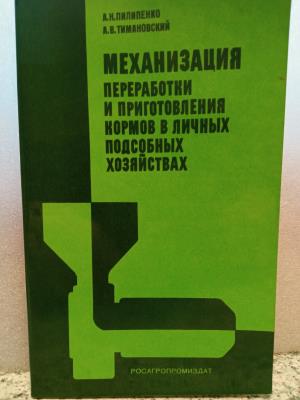 А.Н.ПИЛИПЕНКО
А.В.ТИМАНОВСКИЙ
МЕХАНИЗАЦИЯ
ПЕРЕРАБОТКИ
И ПРИГОТОВЛЕНИЯ
КОРМОВ В ЛИЧНЫХ
ПОДСОБНЫХ
ХОЗЯЙСТВАХ
РОСАГРОПРОМИЗДАТ